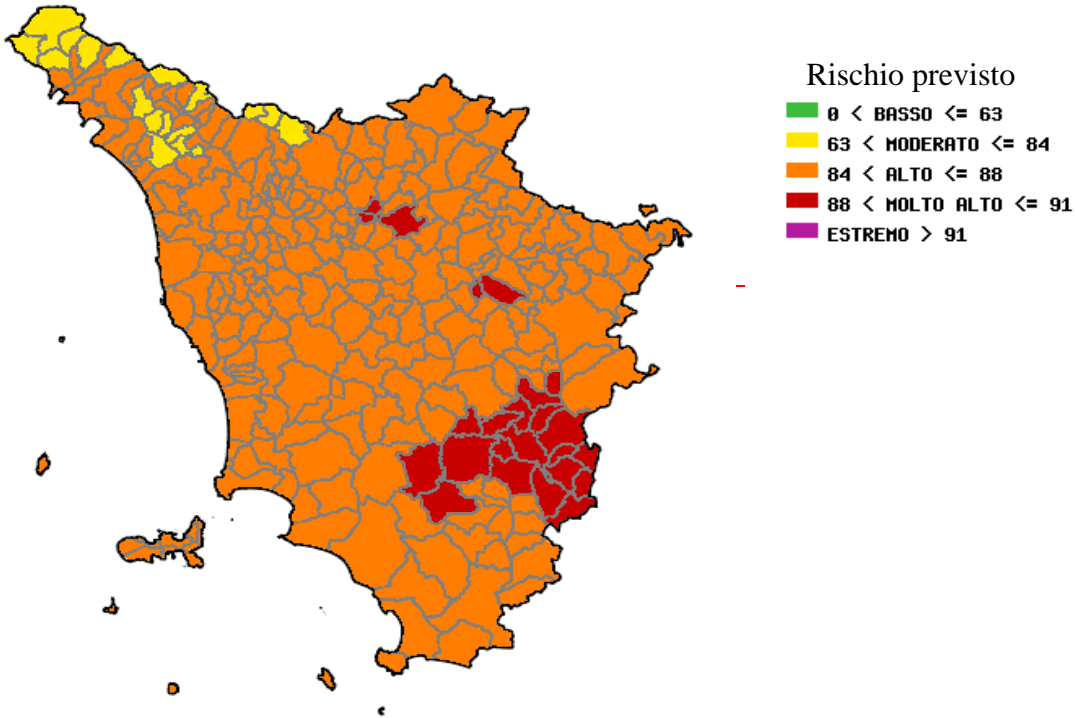 Rischio previsto
0 < BASSO <= 63
63 < MODERATO <= 84
84 < ALTO <= 88
88 < MOLTO ALTO <= 91
ESTREMO > 91